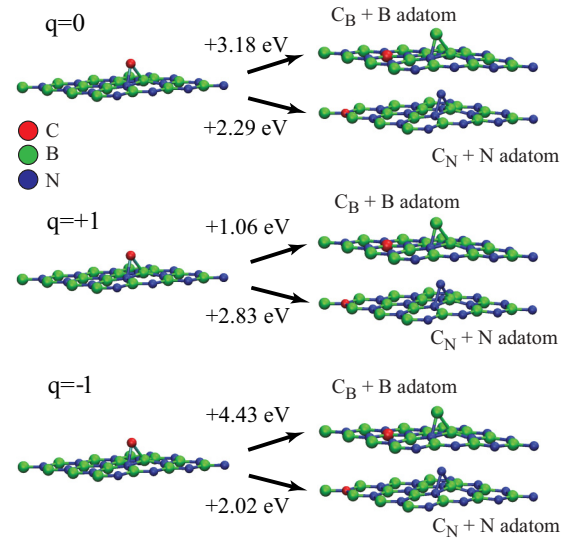 q=0
C_B + B adatom
+3.18 eV
+2.29 eV
C_N + N adatom
C
B
N
q=+1
C_B + B adatom
+1.06 eV
+2.83 eV
C_N + N adatom
q=-1
C_B + B adatom
+4.43 eV
+2.02 eV
C_N + N adatom